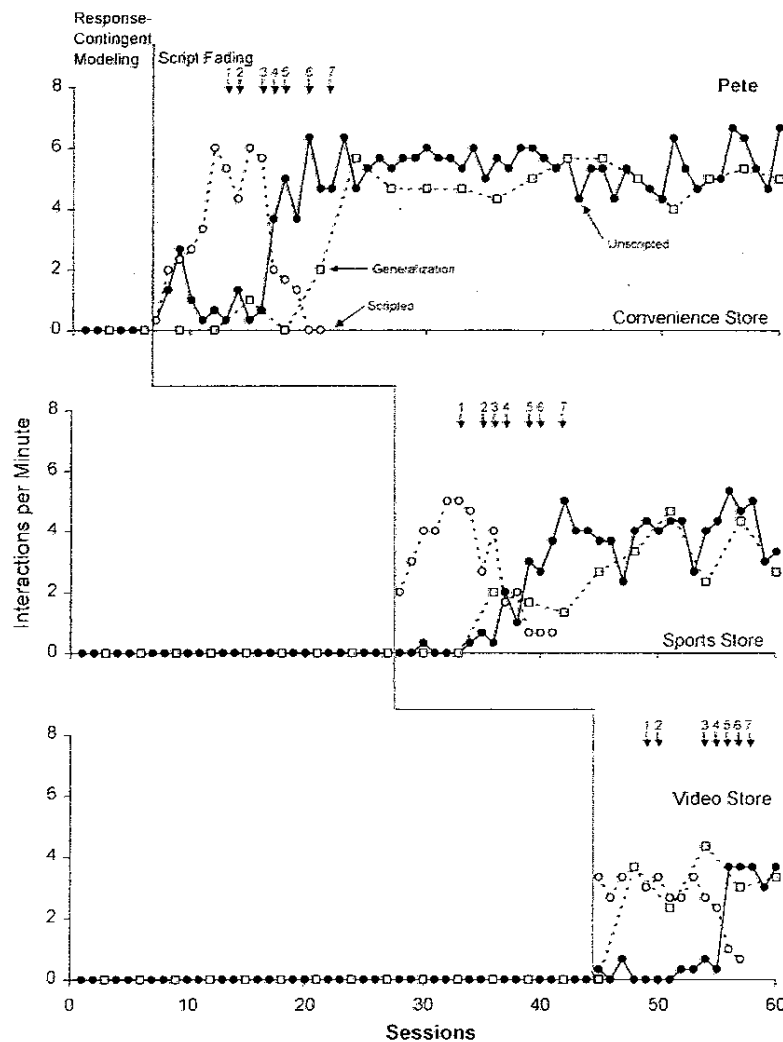 Response-
Contingent
Modeling
Script Fading
1 2 3 4 5 6 7
Pete
8
6
4
2
0
Unscripted
Generalization
Scripted
Convenience Store
1 2 3 4 5 6 7
8
6
4
2
0
Interactions per Minute
Sports Store
1 2 3 4 5 6 7
8
6
4
2
0
Video Store
0 10 20 30 40 50 60
Sessions